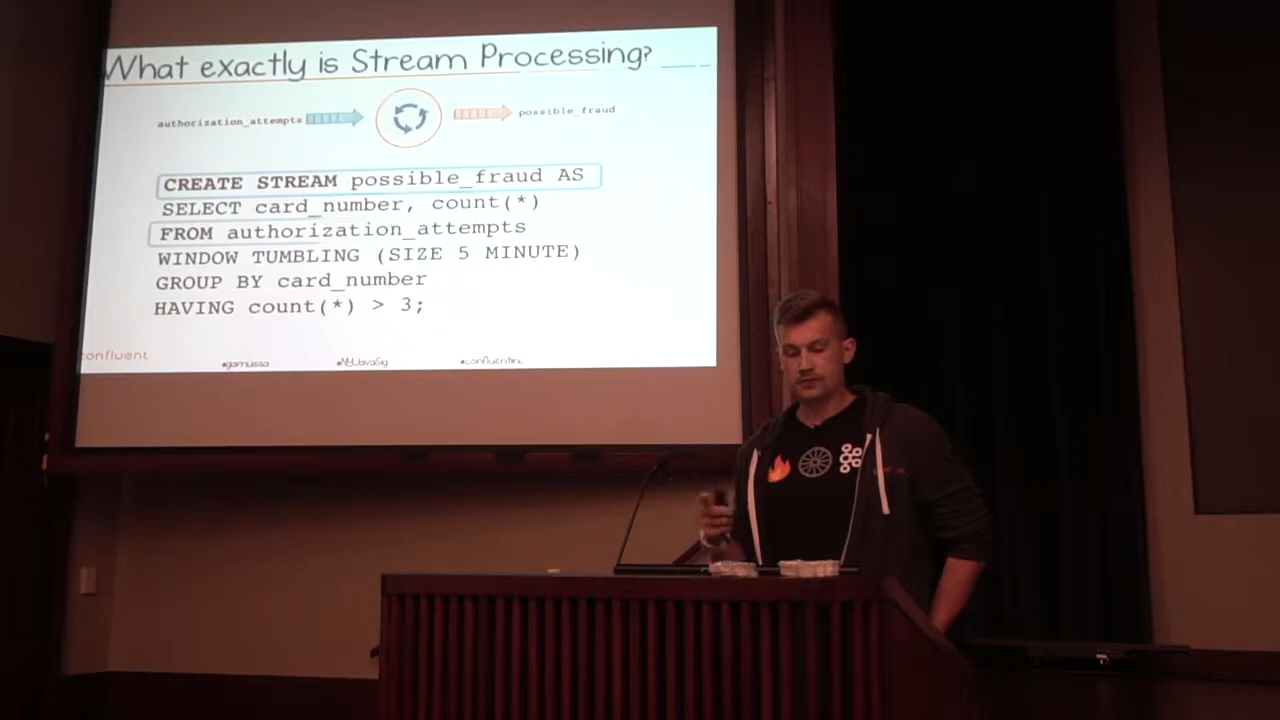 What exactly is Stream Processing?
authorization_attempts
possible_fraud
CREATE STREAM possible_fraud AS
SELECT card_number, count(*)
FROM authorization_attempts
WINDOW TUMBLING (SIZE 5 MINUTE)
GROUP BY card_number
HAVING count(*) > 3;
confluent
@gamussa
#NYJavaSig
@confluentinc